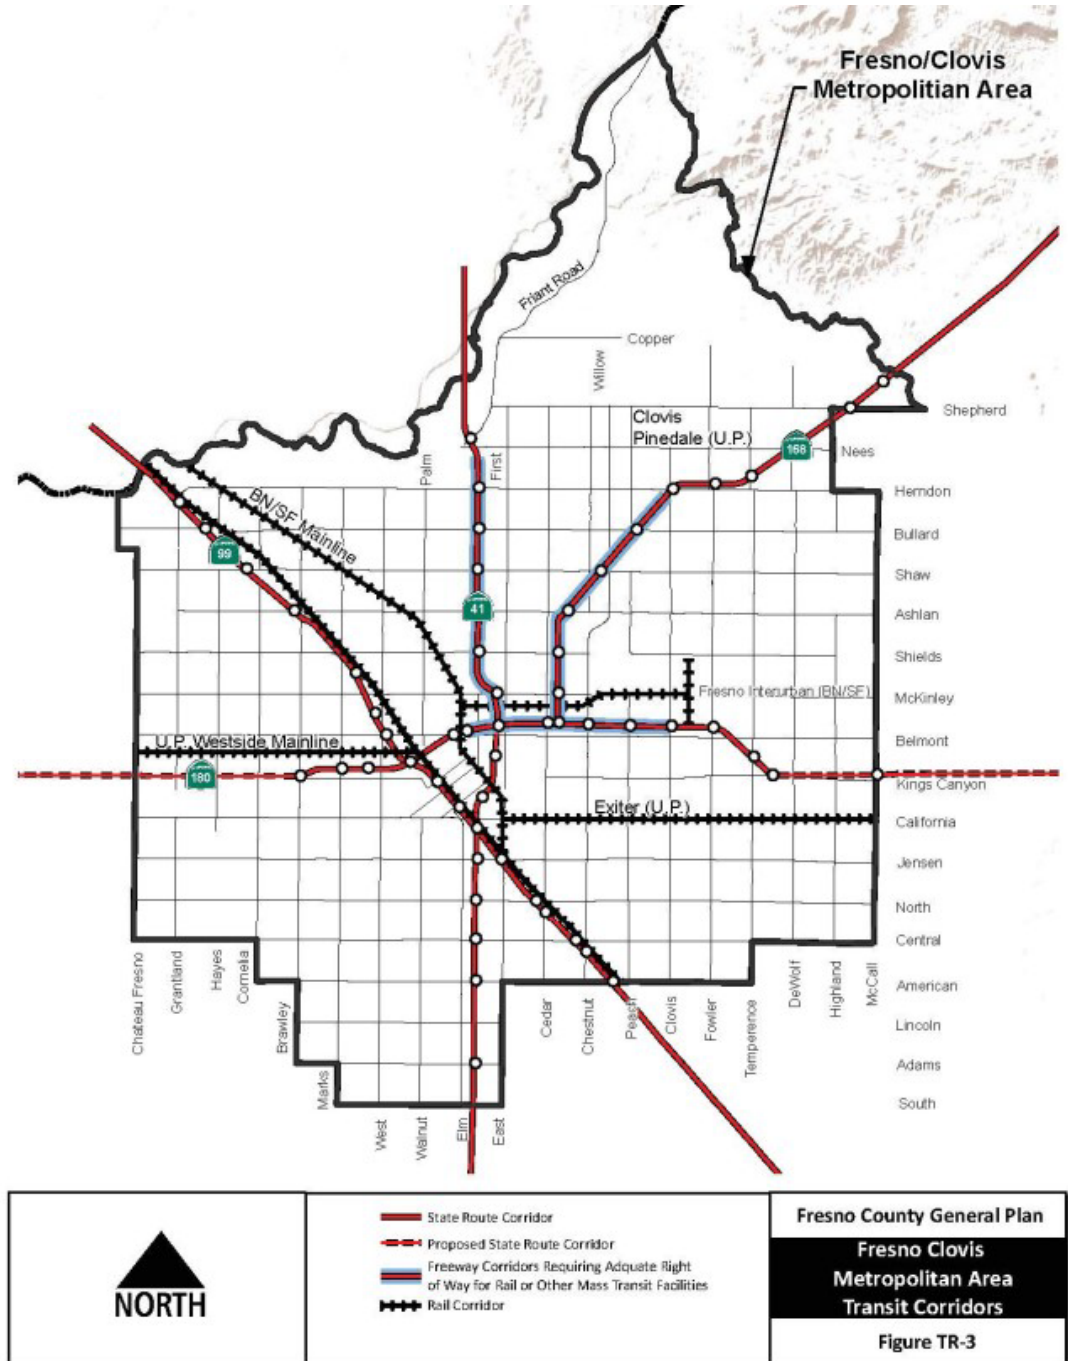 Fresno/Clovis
Metropolitian Area
Friant Road
Copper
Willow
Clovis
Pinedale (U.P.)
Shepherd
168
Nees
Palm
First
BN/SF Mainline
Herndon
Bullard
99
Shaw
41
Ashlan
Shields
Fresno Interurban (BN/SF)
McKinley
U.P. Westside Mainline
Belmont
180
Kings Canyon
Exiter (U.P.)
California
Jensen
North
Central
Chateau Fresno
Grantland
Hayes
Cornelia
Brawley
Marks
West
Walnut
Elm
East
Cedar
Chestnut
Peach
Clovis
Fowler
Temperence
DeWolf
Highland
McCall
American
Lincoln
Adams
South
NORTH
State Route Corridor
Proposed State Route Corridor
Freeway Corridors Requiring Adquate Right
of Way for Rail or Other Mass Transit Facilities
Rail Corridor
Fresno County General Plan
Fresno Clovis
Metropolitan Area
Transit Corridors
Figure TR-3